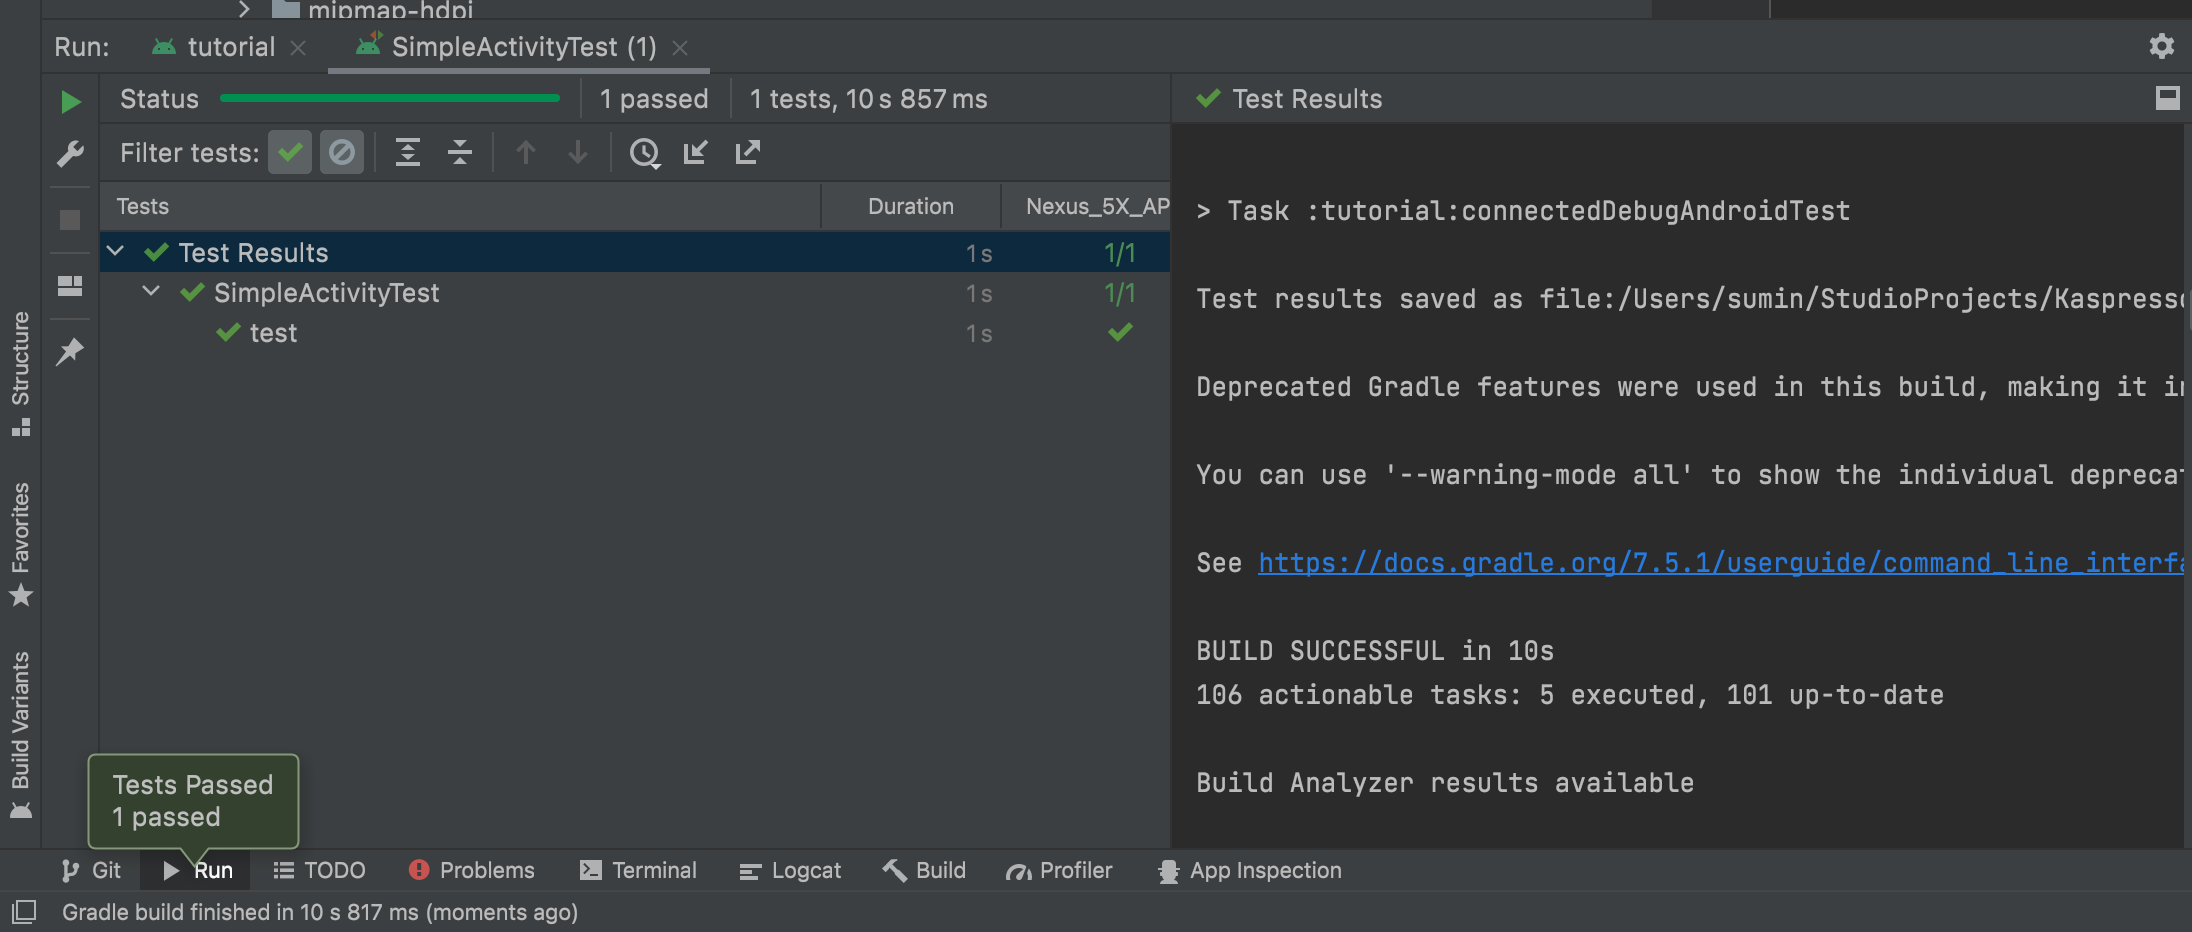 mipmap-hdpi
Run: tutorial SimpleActivityTest (1)
Status 1 passed 1 tests, 10 s 857 ms
Test Results
Filter tests:
Tests Duration Nexus_5X_AP
Test Results 1 s 1/1
SimpleActivityTest 1 s 1/1
test 1 s
> Task :tutorial:connectedDebugAndroidTest
Test results saved as file:/Users/sumin/StudioProjects/Kaspresso
Deprecated Gradle features were used in this build, making it in
You can use '--warning-mode all' to show the individual deprecat
See https://docs.gradle.org/7.5.1/userguide/command_line_interfa
BUILD SUCCESSFUL in 10s
106 actionable tasks: 5 executed, 101 up-to-date
Build Analyzer results available
Structure
Favorites
Build Variants
Tests Passed
1 passed
Git Run TODO Problems Terminal Logcat Build Profiler App Inspection
Gradle build finished in 10 s 817 ms (moments ago)